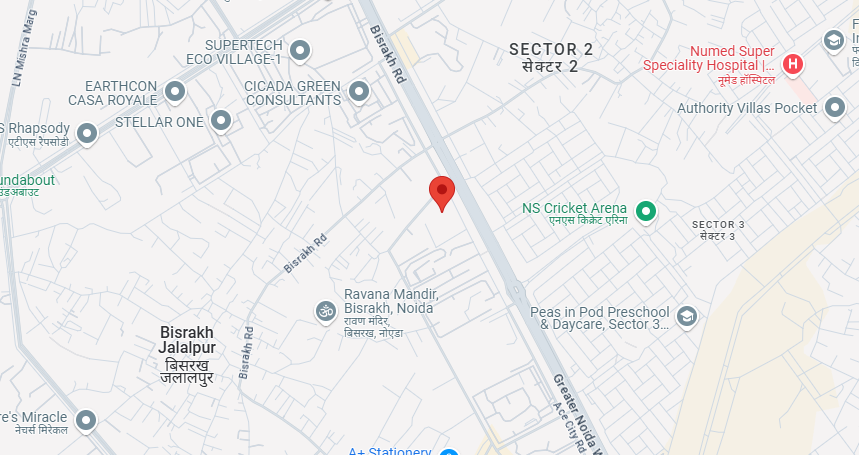 LN Mishra Marg
SUPERTECH
ECO VILLAGE-1
Bisrakh Rd
SECTOR 2
सेक्टर 2
Numed Super
Speciality Hospital |...
नूमेड हॉस्पिटल
EARTHCON
CASA ROYALE
CICADA GREEN
CONSULTANTS
STELLAR ONE
Authority Villas Pocket
S Rhapsody
एटीएस रैपसोडी
undabout
उंडअबाउट
NS Cricket Arena
एनएस क्रिकेट एरिना
SECTOR 3
सेक्टर 3
Bisrakh Rd
Ravana Mandir,
Bisrakh, Noida
रावण मंदिर,
बिसरख, नोएडा
Peas in Pod Preschool
& Daycare, Sector 3...
Bisrakh
Jalalpur
बिसरख
जलालपुर
Bisrakh Rd
Greater Noida W
Ace City Rd
re's Miracle
नेचर्स मिरेकल
A+ Stationery